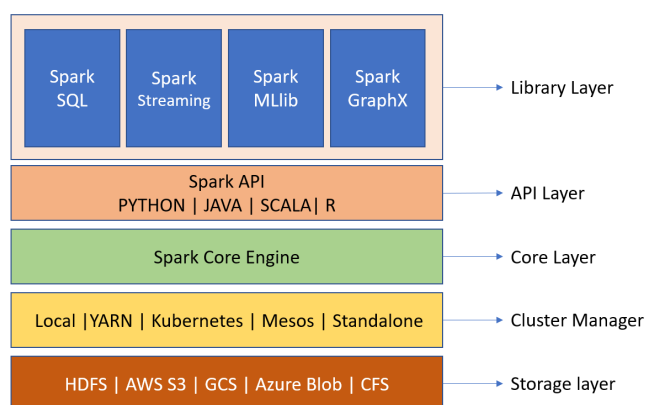 Spark
SQL
Spark
Streaming
Spark
MLlib
Spark
GraphX
Library Layer
Spark API
PYTHON | JAVA | SCALA| R
API Layer
Spark Core Engine
Core Layer
Local |YARN | Kubernetes | Mesos | Standalone
Cluster Manager
HDFS | AWS S3 | GCS | Azure Blob | CFS
Storage layer